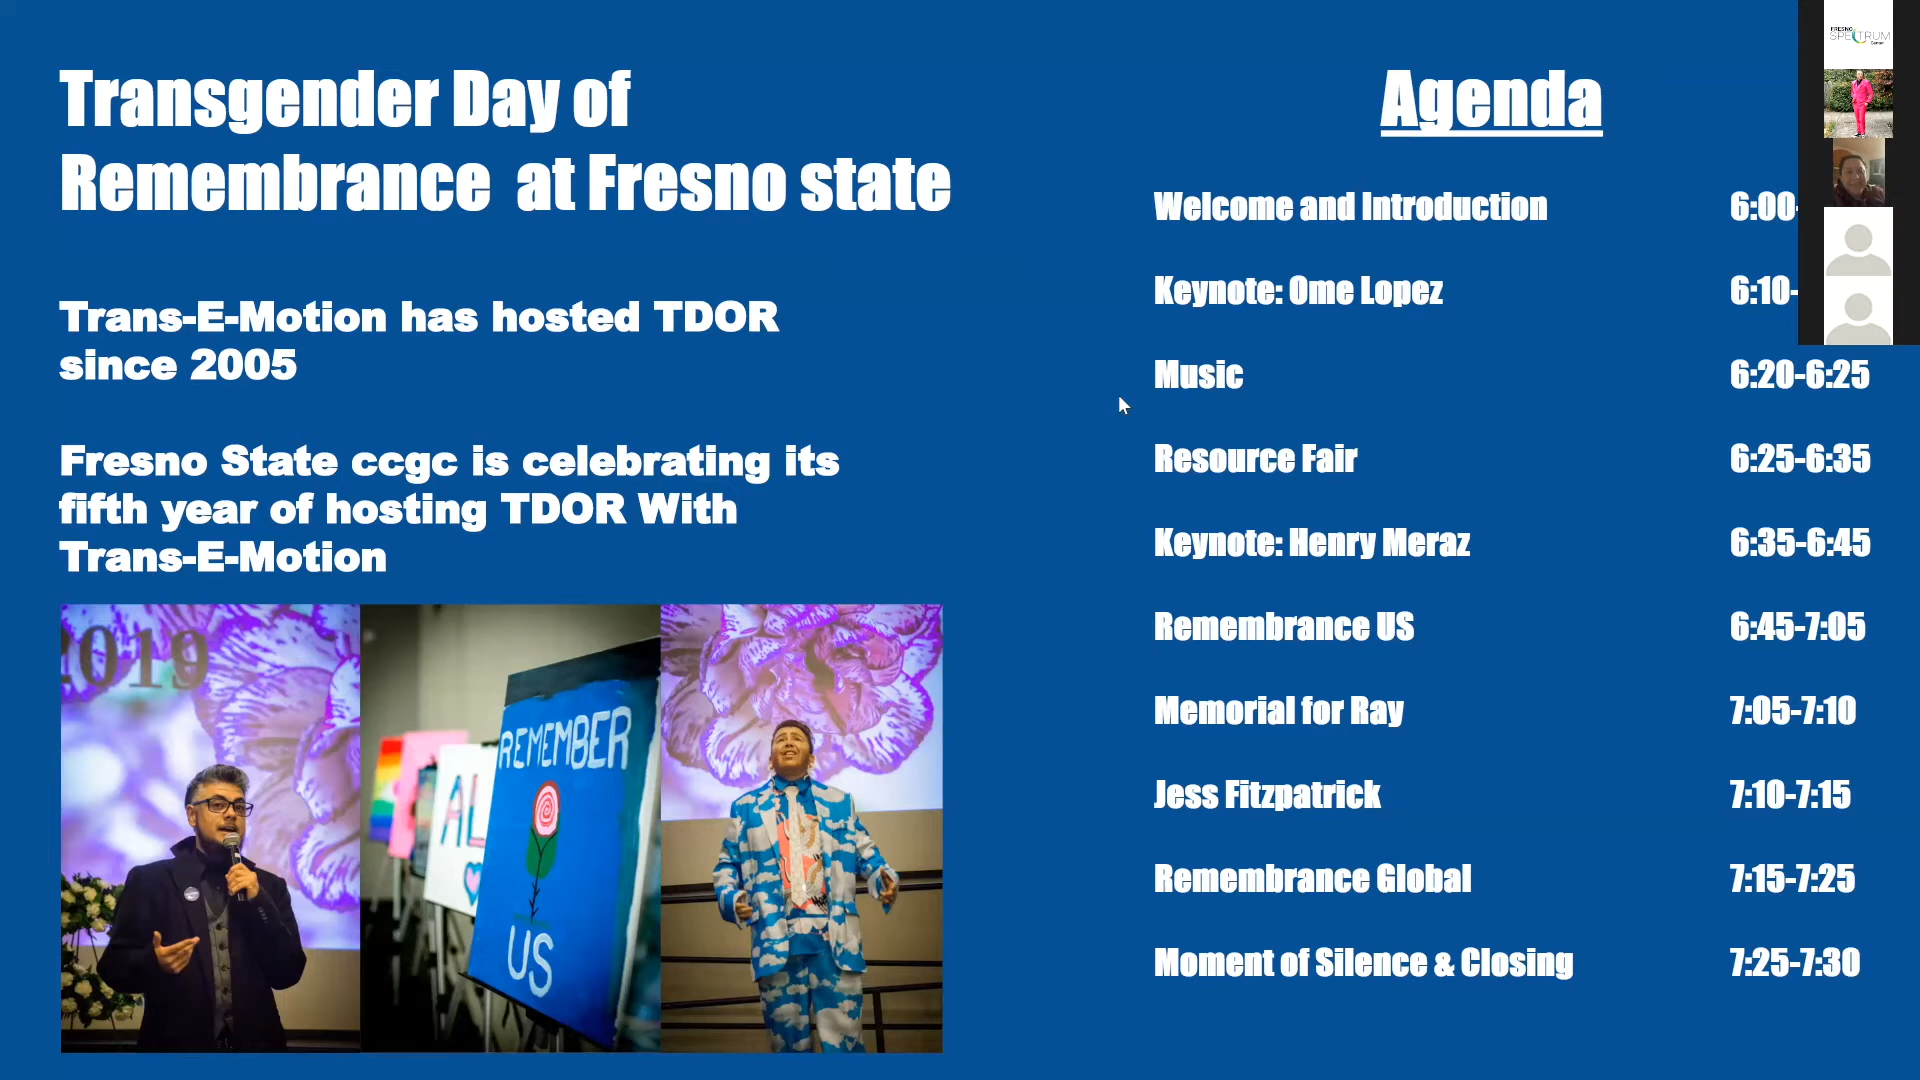 Transgender Day of
Remembrance at Fresno state
Trans-E-Motion has hosted TDOR
since 2005
Fresno State ccgc is celebrating its
fifth year of hosting TDOR With
Trans-E-Motion
2019
REMEMBER
US
AL
Agenda
Welcome and Introduction 6:00-
Keynote: Ome Lopez 6:10-
Music 6:20-6:25
Resource Fair 6:25-6:35
Keynote: Henry Meraz 6:35-6:45
Remembrance US 6:45-7:05
Memorial for Ray 7:05-7:10
Jess Fitzpatrick 7:10-7:15
Remembrance Global 7:15-7:25
Moment of Silence & Closing 7:25-7:30
FRESNO
SPECTRUM
Center